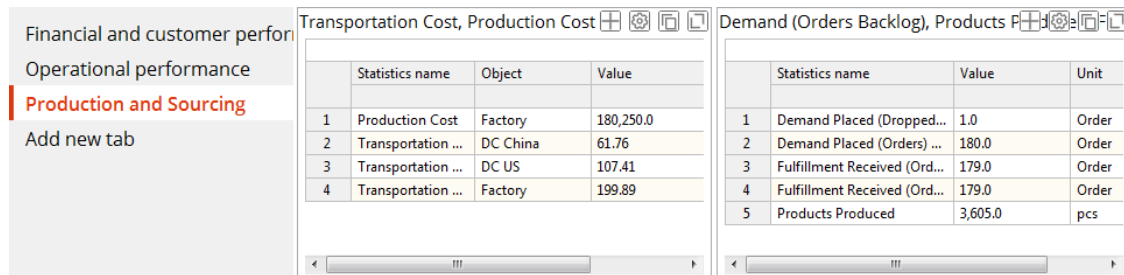 Financial and customer perfor
Operational performance
Production and Sourcing
Add new tab
Transportation Cost, Production Cost
Statistics name Object Value
1 Production Cost Factory 180,250.0
2 Transportation ... DC China 61.76
3 Transportation ... DC US 107.41
4 Transportation ... Factory 199.89
Demand (Orders Backlog), Products
Statistics name Value Unit
1 Demand Placed (Dropped... 1.0 Order
2 Demand Placed (Orders) ... 180.0 Order
3 Fulfillment Received (Ord... 179.0 Order
4 Fulfillment Received (Ord... 179.0 Order
5 Products Produced 3,605.0 pcs